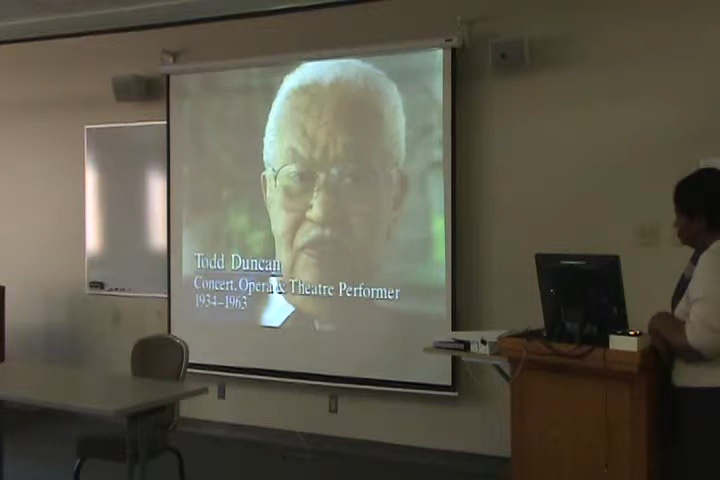 Todd Duncan
Concert, Opera & Theatre Performer
1934–1963